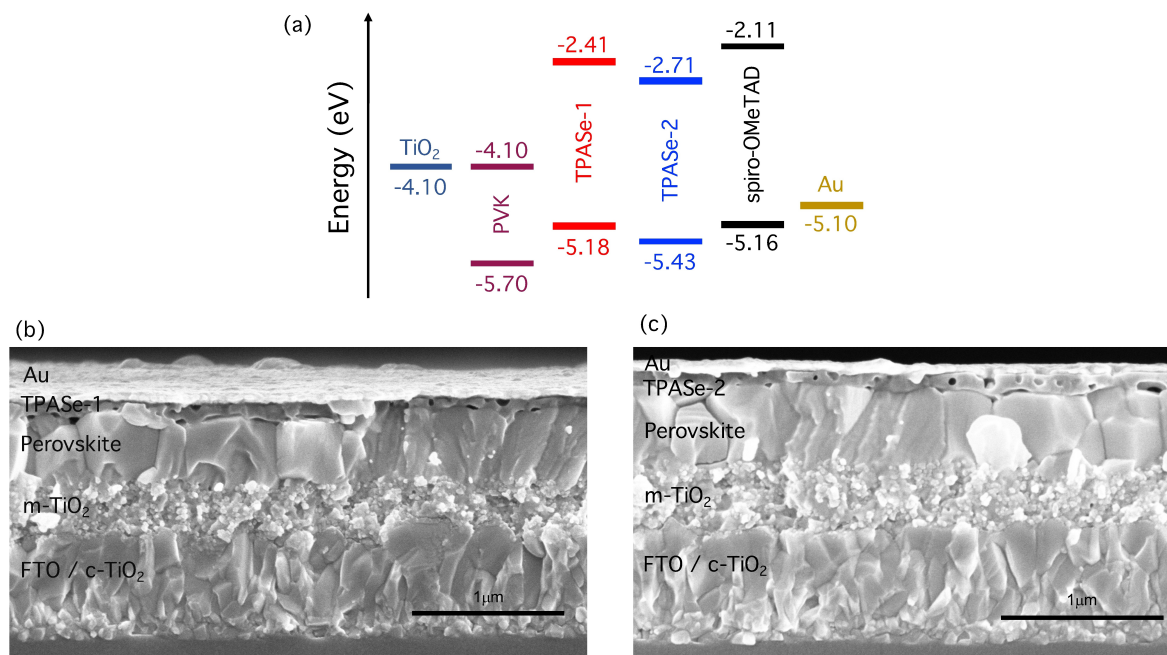 (a)
Energy (eV)
TiO₂
-4.10
-4.10
PVK
-5.70
-2.41
TPASe-1
-5.18
-2.71
TPASe-2
-5.43
-2.11
spiro-OMeTAD
-5.16
Au
-5.10
(b)
Au
TPASe-1
Perovskite
m-TiO₂
FTO / c-TiO₂
1μm
(c)
Au
TPASe-2
Perovskite
m-TiO₂
FTO / c-TiO₂
1μm